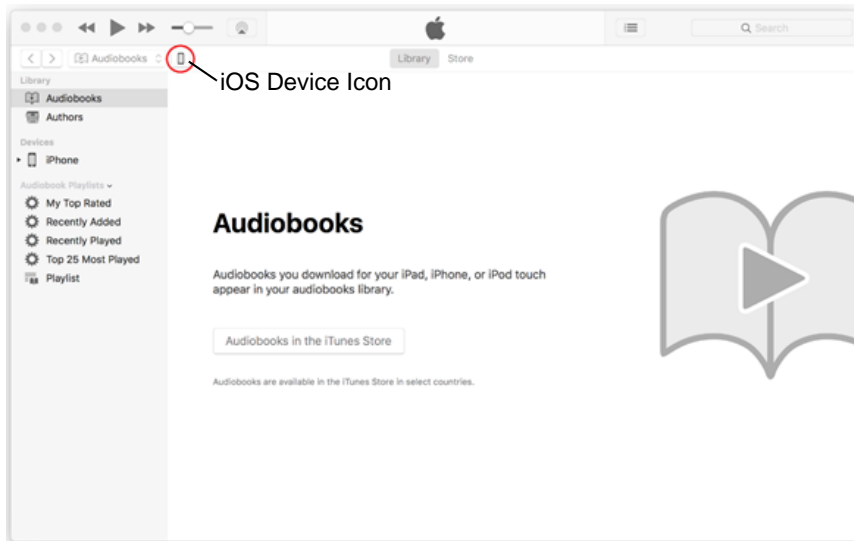 Search
Audiobooks
Library Store
iOS Device Icon
Library
Audiobooks
Authors
Devices
iPhone
Audiobook Playlists
My Top Rated
Recently Added
Recently Played
Top 25 Most Played
Playlist
Audiobooks
Audiobooks you download for your iPad, iPhone, or iPod touch
appear in your audiobooks library.
Audiobooks in the iTunes Store
Audiobooks are available in the iTunes Store in select countries.